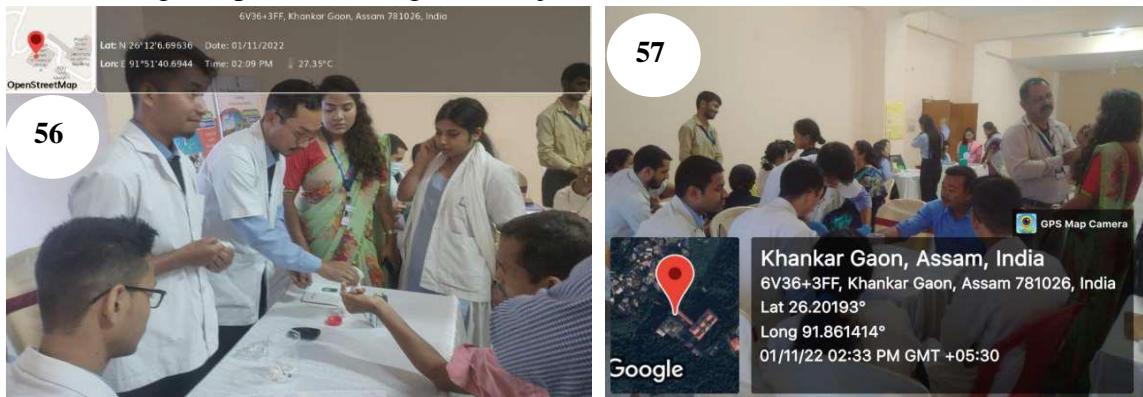 6V36+3FF, Khankar Gaon, Assam 781026, India
Lat: N 26°12'6.69636 Date: 01/11/2022
Lon: E 91°51'40.6944 Time: 02:09 PM 27.35°C
OpenStreetMap
56
57
GPS Map Camera
Khankar Gaon, Assam, India
6V36+3FF, Khankar Gaon, Assam 781026, India
Lat 26.20193°
Long 91.861414°
01/11/22 02:33 PM GMT +05:30
Google